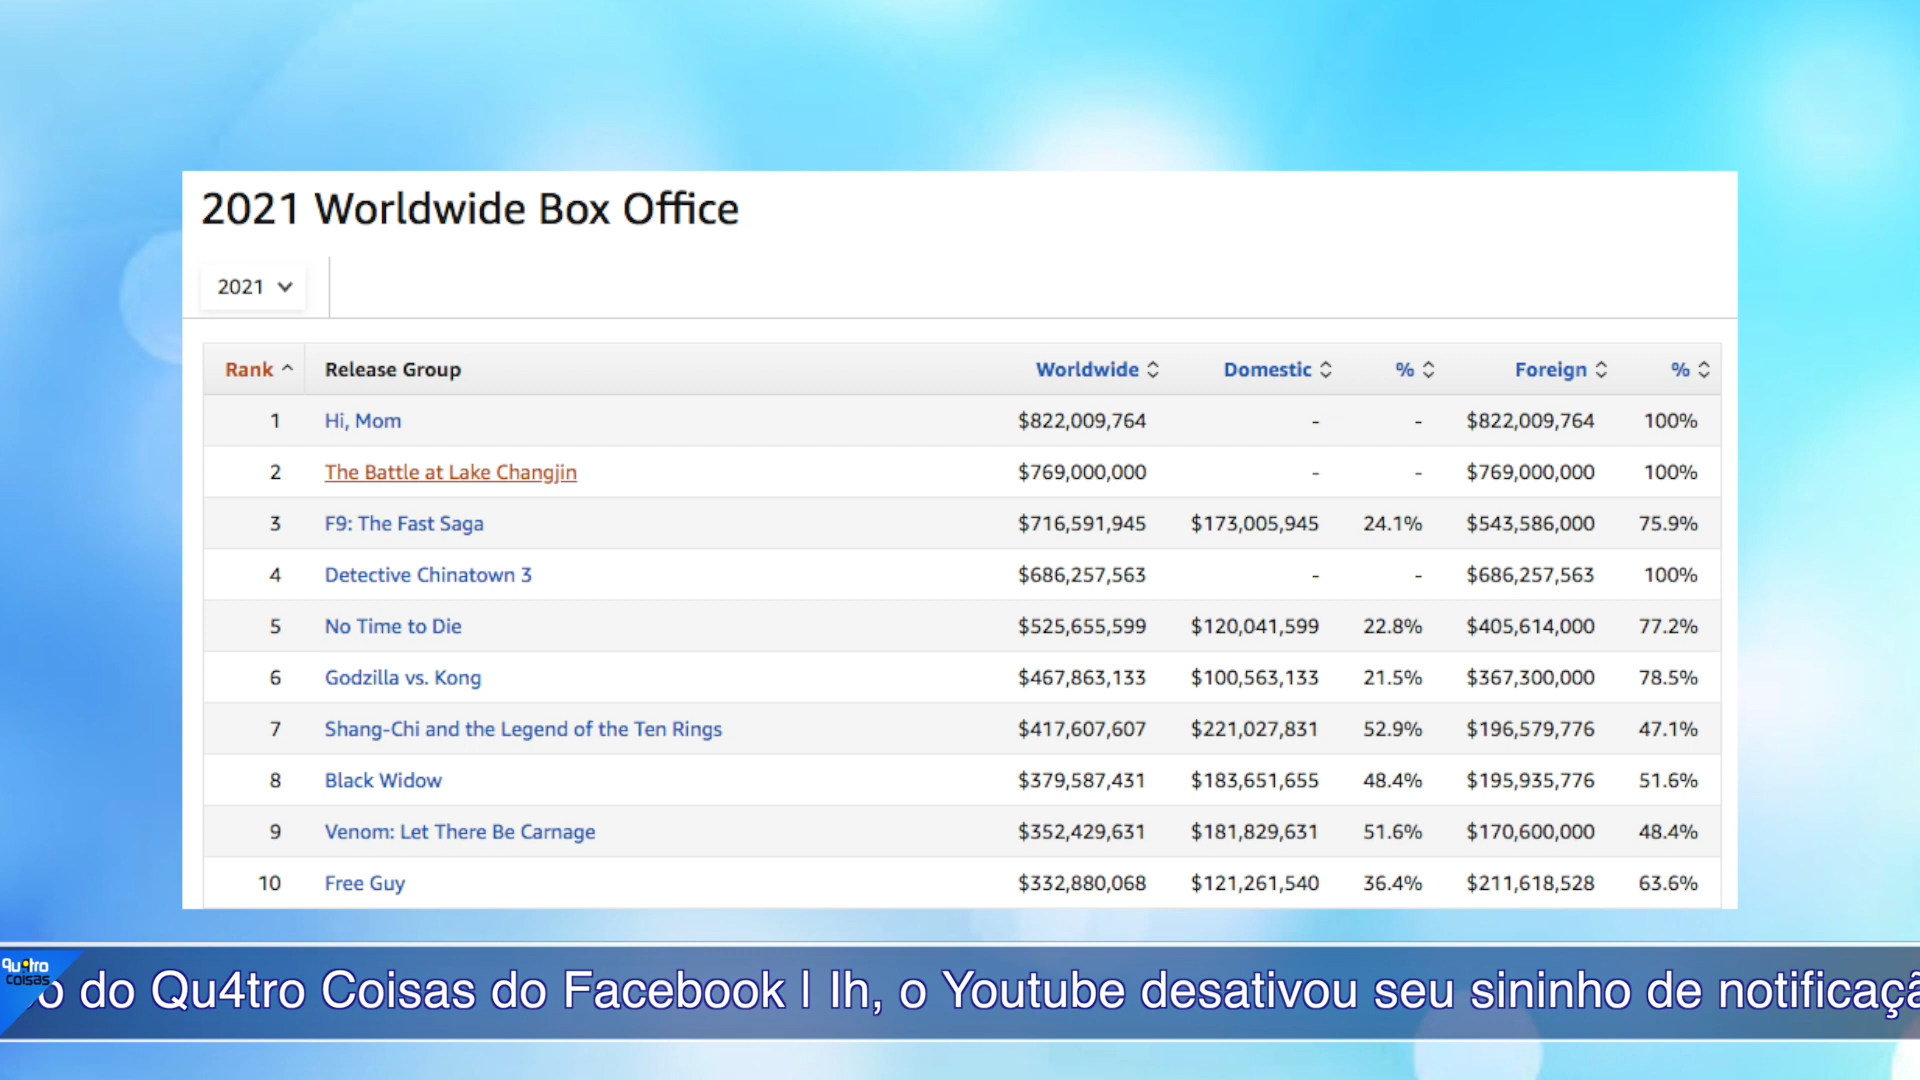 2021 Worldwide Box Office
2021
Rank Release Group Worldwide Domestic % Foreign %
1 Hi, Mom $822,009,764 - - $822,009,764 100%
2 The Battle at Lake Changjin $769,000,000 - - $769,000,000 100%
3 F9: The Fast Saga $716,591,945 $173,005,945 24.1% $543,586,000 75.9%
4 Detective Chinatown 3 $686,257,563 - - $686,257,563 100%
5 No Time to Die $525,655,599 $120,041,599 22.8% $405,614,000 77.2%
6 Godzilla vs. Kong $467,863,133 $100,563,133 21.5% $367,300,000 78.5%
7 Shang-Chi and the Legend of the Ten Rings $417,607,607 $221,027,831 52.9% $196,579,776 47.1%
8 Black Widow $379,587,431 $183,651,655 48.4% $195,935,776 51.6%
9 Venom: Let There Be Carnage $352,429,631 $181,829,631 51.6% $170,600,000 48.4%
10 Free Guy $332,880,068 $121,261,540 36.4% $211,618,528 63.6%
qu4tro
coisas
o do Qu4tro Coisas do Facebook | Ih, o Youtube desativou seu sininho de notificaçã